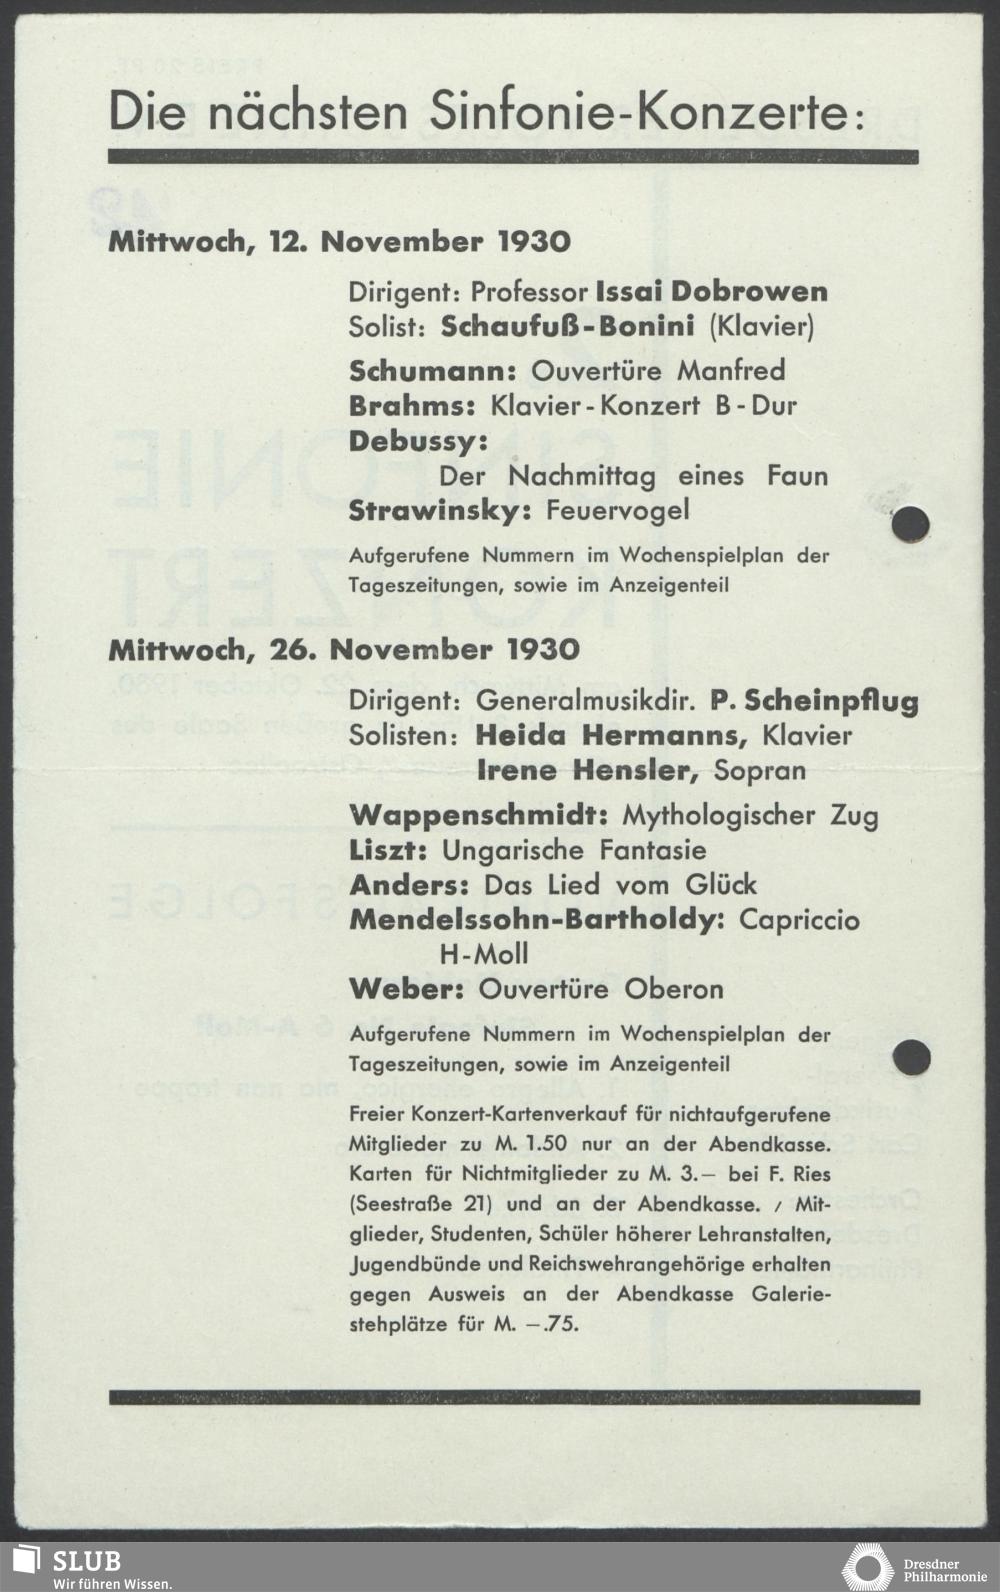 Die nächsten Sinfonie-Konzerte:
Mittwoch, 12. November 1930
Dirigent: Professor Issai Dobrowen
Solist: Schaufuß-Bonini (Klavier)
Schumann: Ouvertüre Manfred
Brahms: Klavier-Konzert B-Dur
Debussy:
Der Nachmittag eines Faun
Strawinsky: Feuervogel
Aufgerufene Nummern im Wochenspielplan der
Tageszeitungen, sowie im Anzeigenteil
Mittwoch, 26. November 1930
Dirigent: Generalmusikdir. P. Scheinpflug
Solisten: Heida Hermanns, Klavier
Irene Hensler, Sopran
Wappenschmidt: Mythologischer Zug
Liszt: Ungarische Fantasie
Anders: Das Lied vom Glück
Mendelssohn-Bartholdy: Capriccio
H-Moll
Weber: Ouvertüre Oberon
Aufgerufene Nummern im Wochenspielplan der
Tageszeitungen, sowie im Anzeigenteil
Freier Konzert-Kartenverkauf für nichtaufgerufene
Mitglieder zu M. 1.50 nur an der Abendkasse.
Karten für Nichtmitglieder zu M. 3.— bei F. Ries
(Seestraße 21) und an der Abendkasse. / Mit-
glieder, Studenten, Schüler höherer Lehranstalten,
Jugendbünde und Reichswehrangehörige erhalten
gegen Ausweis an der Abendkasse Galerie-
stehplätze für M. —.75.
SLUB
Wir führen Wissen.
Dresdner
Philharmonie